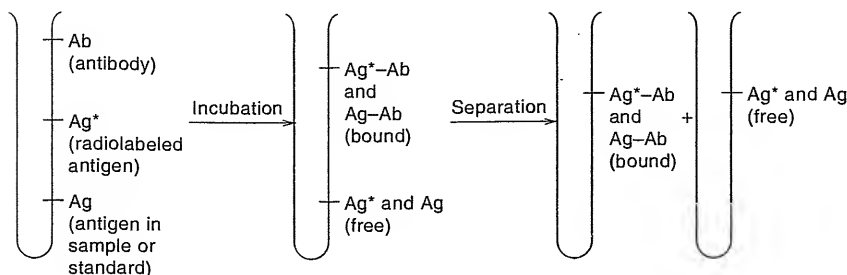 Ab
(antibody)
Ag*
(radiolabeled
antigen)
Ag
(antigen in
sample or
standard)
Incubation
Ag*–Ab
and
Ag–Ab
(bound)
Ag* and Ag
(free)
Separation
Ag*–Ab
and
Ag–Ab
(bound)
+
Ag* and Ag
(free)